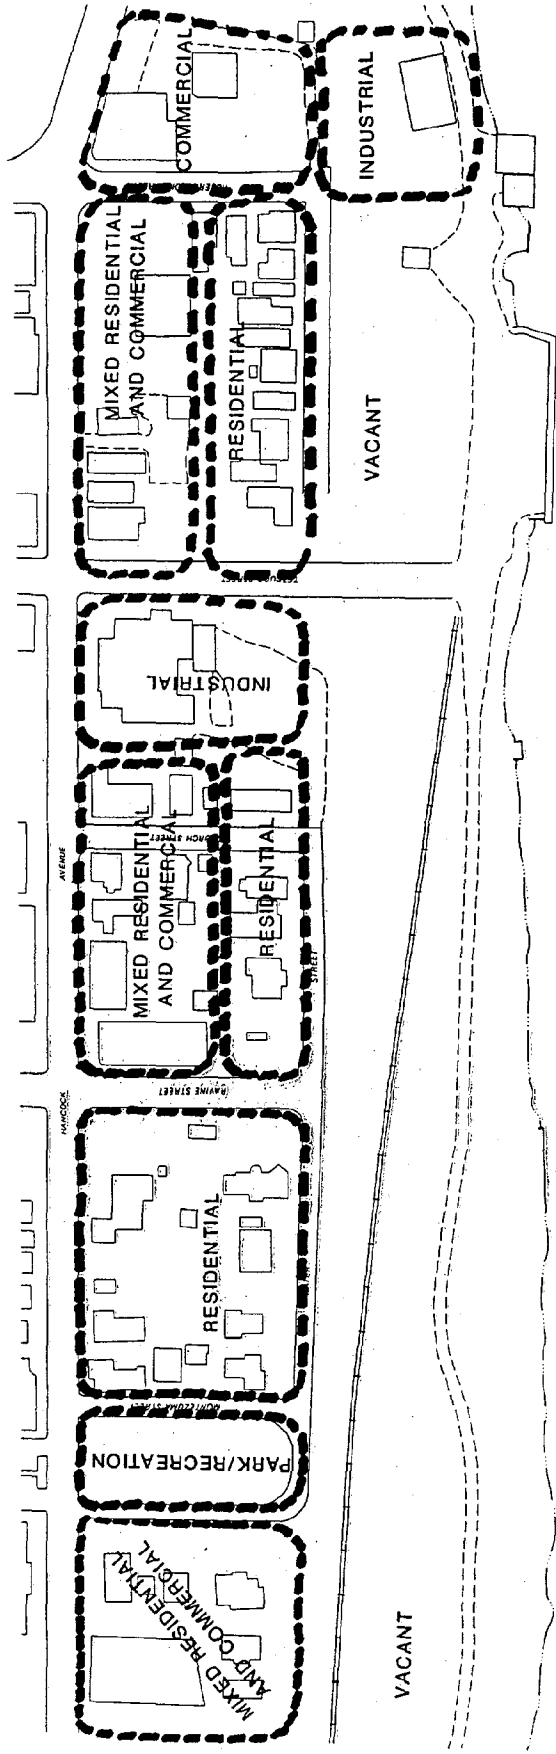 COMMERCIAL
INDUSTRIAL
MIXED RESIDENTIAL
AND COMMERCIAL
RESIDENTIAL
VACANT
STREET
INDUSTRIAL
AVENUE
MIXED RESIDENTIAL
AND COMMERCIAL
STREET
RESIDENTIAL
STREET
HANCOCK
RAVINE STREET
RESIDENTIAL
MONTEZUMA STREET
PARK/RECREATION
MIXED RESIDENTIAL
AND COMMERCIAL
VACANT